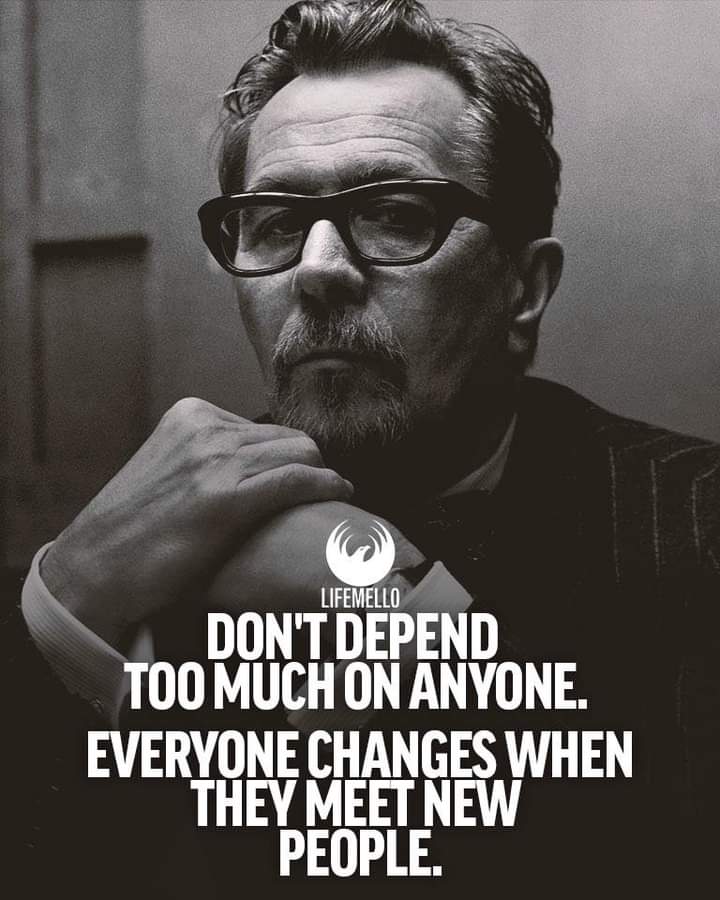 LIFEMELLO
DON'T DEPEND
TOO MUCH ON ANYONE.
EVERYONE CHANGES WHEN
THEY MEET NEW
PEOPLE.